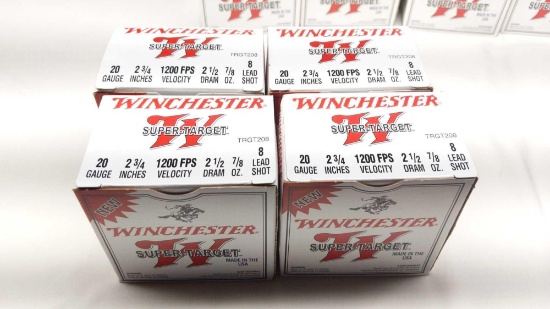 MADE IN THE
USA
WINCHESTER
SUPER-TARGET
TRGT208
20 2 3/4 1200 FPS 2 1/2 7/8 8
GAUGE INCHES VELOCITY DRAM OZ. LEAD SHOT
WINCHESTER
SUPER-TARGET
TRGT208
20 2 3/4 1200 FPS 2 1/2 7/8 8
GAUGE INCHES VELOCITY DRAM OZ. LEAD SHOT
WINCHESTER
SUPER-TARGET
TRGT208
20 2 3/4 1200 FPS 2 1/2 7/8 8
GAUGE INCHES VELOCITY DRAM OZ. LEAD SHOT
NEW
WINCHESTER
SUPER-TARGET
MADE IN THE
USA
WINCHESTER
SUPER-TARGET
TRGT208
20 2 3/4 1200 FPS 2 1/2 7/8 8
GAUGE INCHES VELOCITY DRAM OZ. LEAD SHOT
NEW
WINCHESTER
SUPER-TARGET
MADE IN THE
USA